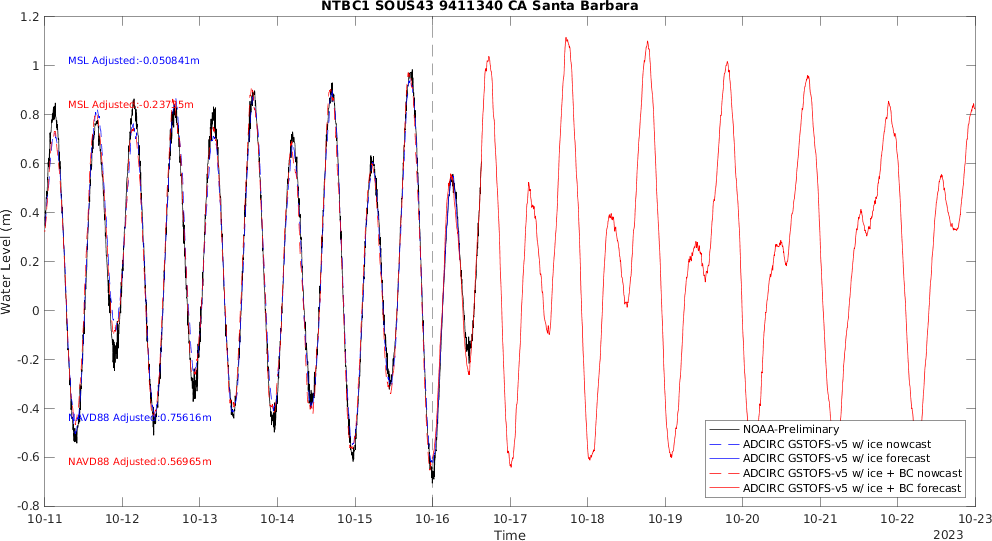 NTBC1 SOUS43 9411340 CA Santa Barbara
1.2
1
0.8
0.6
0.4
0.2
0
-0.2
-0.4
-0.6
-0.8
Water Level (m)
MSL Adjusted:-0.050841m
NAVD88 Adjusted:0.75616m
NAVD88 Adjusted:0.56965m
NOAA-Preliminary
ADCIRC GSTOFS-v5 w/ ice nowcast
ADCIRC GSTOFS-v5 w/ ice forecast
ADCIRC GSTOFS-v5 w/ ice + BC nowcast
ADCIRC GSTOFS-v5 w/ ice + BC forecast
10-11 10-12 10-13 10-14 10-15 10-16 10-17 10-18 10-19 10-20 10-21 10-22 10-23
Time
2023